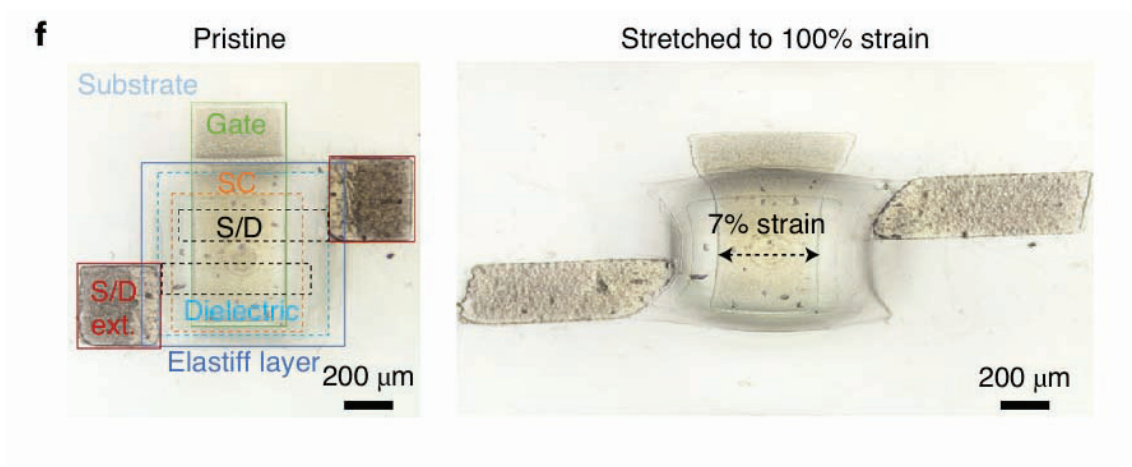 f
Pristine
Stretched to 100% strain
Substrate
Gate
SC
S/D
7% strain
S/D
ext.
Dielectric
Elastiff layer
200 μm
200 μm